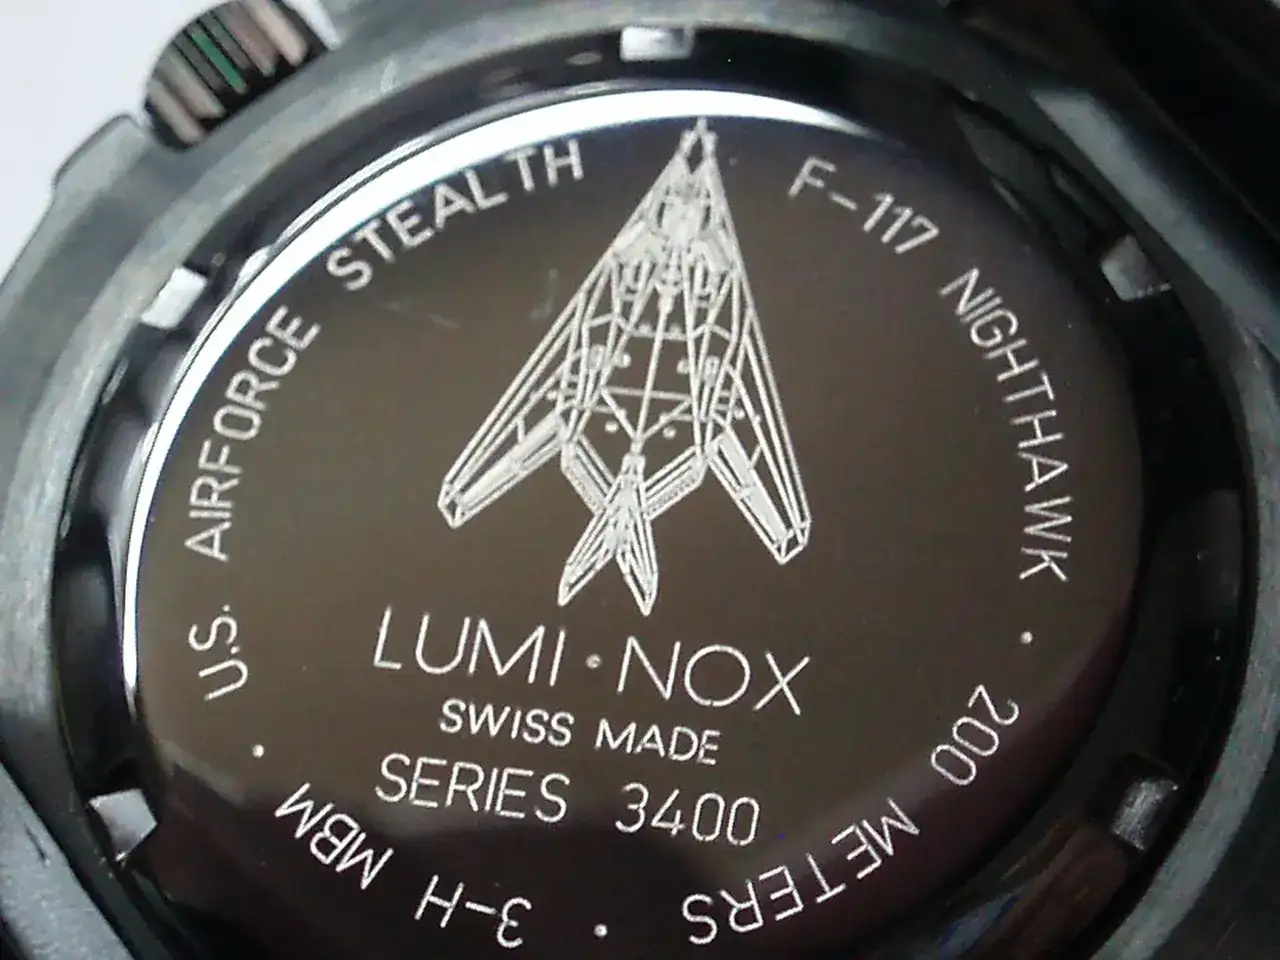 U.S. AIRFORCE STEALTH F-117 NIGHTHAWK • 200 METERS • 3-H MBM •
LUMI·NOX
SWISS MADE
SERIES 3400